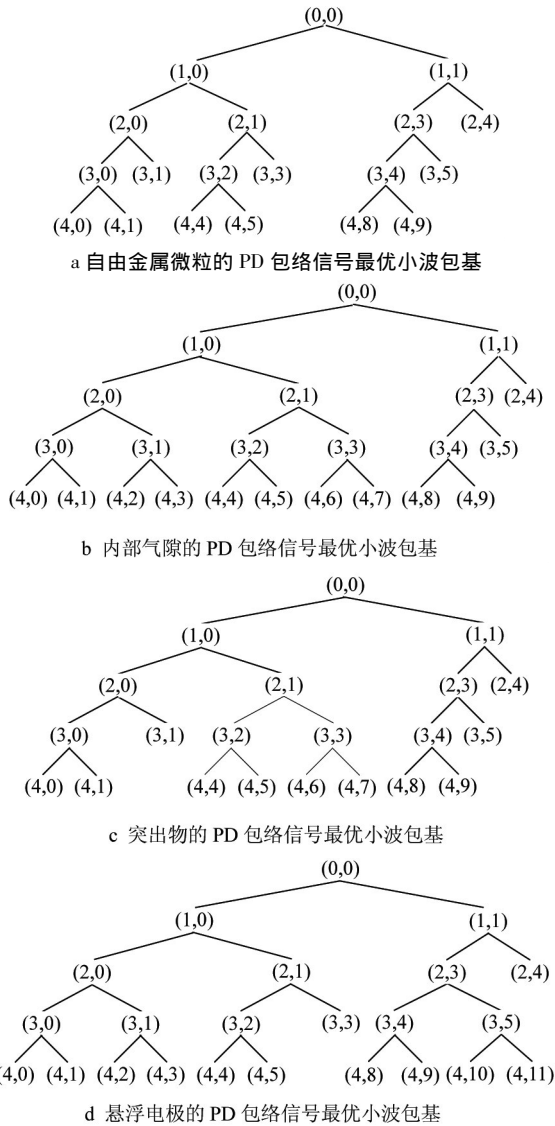 (0,0)
(1,0) (1,1)
(2,0) (2,1) (2,3) (2,4)
(3,0) (3,1) (3,2) (3,3) (3,4) (3,5)
(4,0) (4,1) (4,4) (4,5) (4,8) (4,9)
a 自由金属微粒的 PD 包络信号最优小波包基
(0,0)
(1,0) (1,1)
(2,0) (2,1) (2,3) (2,4)
(3,0) (3,1) (3,2) (3,3) (3,4) (3,5)
(4,0) (4,1) (4,2) (4,3) (4,4) (4,5) (4,6) (4,7) (4,8) (4,9)
b 内部气隙的 PD 包络信号最优小波包基
(0,0)
(1,0) (1,1)
(2,0) (2,1) (2,3) (2,4)
(3,0) (3,1) (3,2) (3,3) (3,4) (3,5)
(4,0) (4,1) (4,4) (4,5) (4,6) (4,7) (4,8) (4,9)
c 突出物的 PD 包络信号最优小波包基
(0,0)
(1,0) (1,1)
(2,0) (2,1) (2,3) (2,4)
(3,0) (3,1) (3,2) (3,3) (3,4) (3,5)
(4,0) (4,1) (4,2) (4,3) (4,4) (4,5) (4,8) (4,9) (4,10) (4,11)
d 悬浮电极的 PD 包络信号最优小波包基